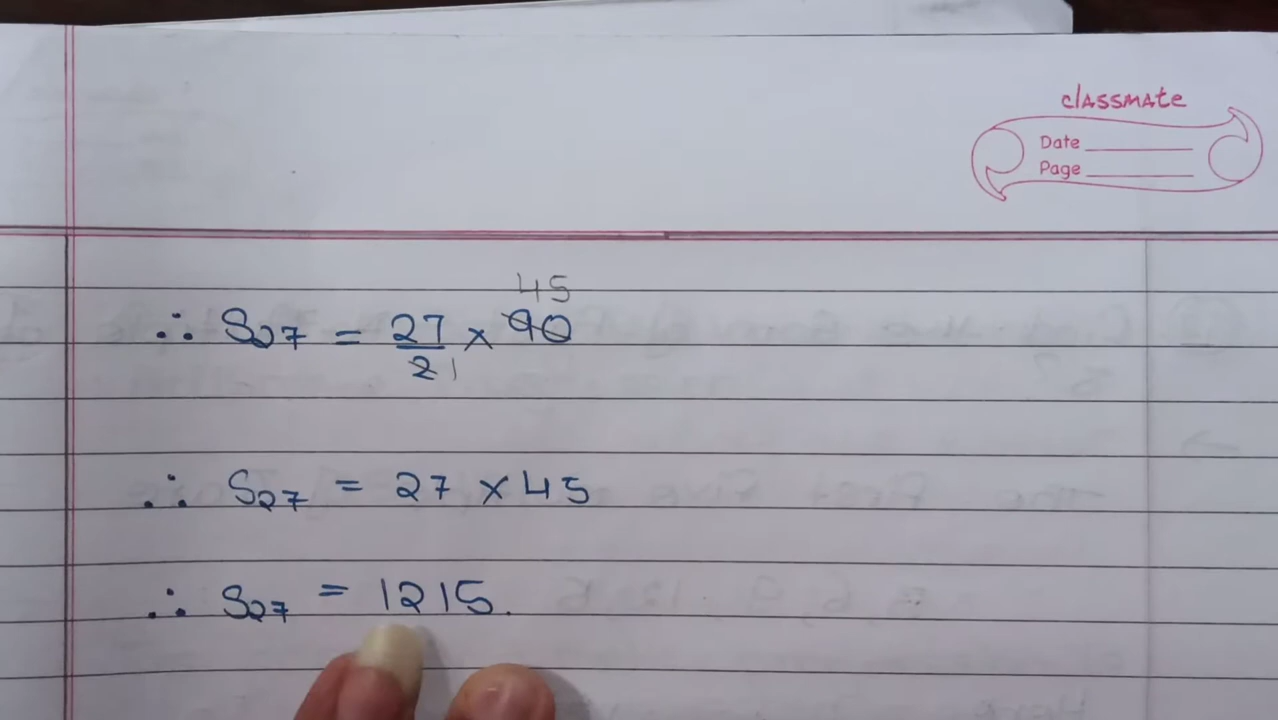 classmate
Date
Page
45
∴ S27 = 27/2 × 90
1
∴ S27 = 27 × 45
∴ S27 = 1215.